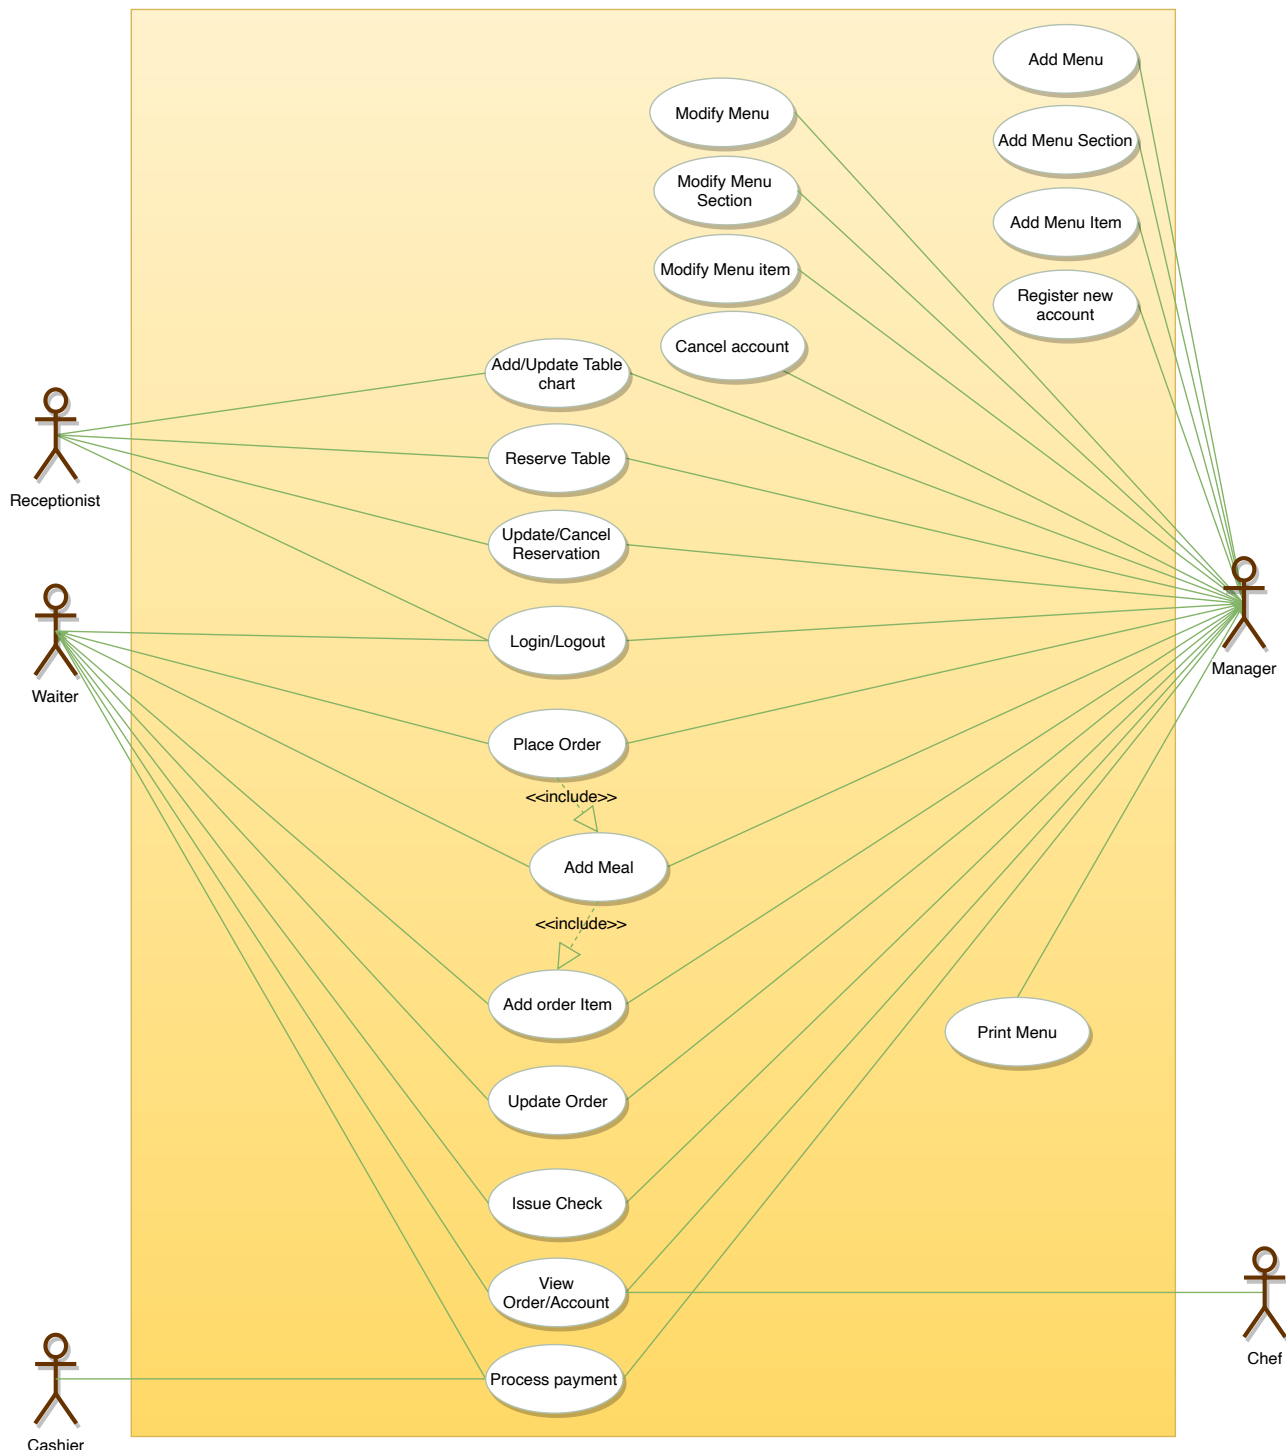 Add Menu
Modify Menu
Add Menu Section
Modify Menu
Section
Add Menu Item
Modify Menu item
Register new
account
Cancel account
Add/Update Table
chart
Receptionist
Reserve Table
Update/Cancel
Reservation
Login/Logout
Manager
Waiter
Place Order
<<include>>
Add Meal
<<include>>
Add order Item
Print Menu
Update Order
Issue Check
View
Order/Account
Chef
Process payment
Cashier